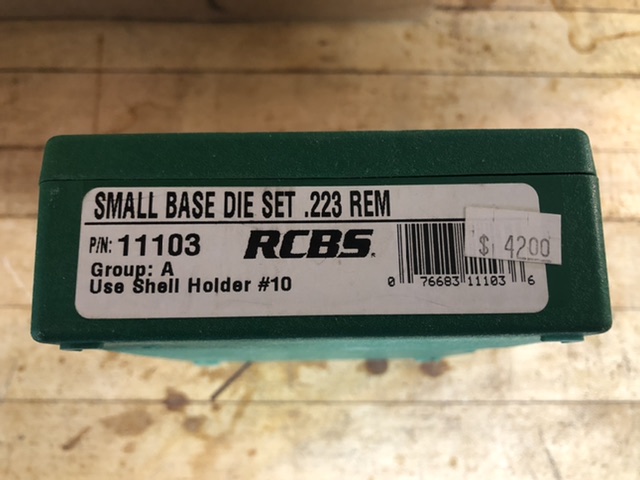 SMALL BASE DIE SET .223 REM
P/N: 11103
RCBS.
$ 4200
Group: A
Use Shell Holder #10
0 76683 11103 6